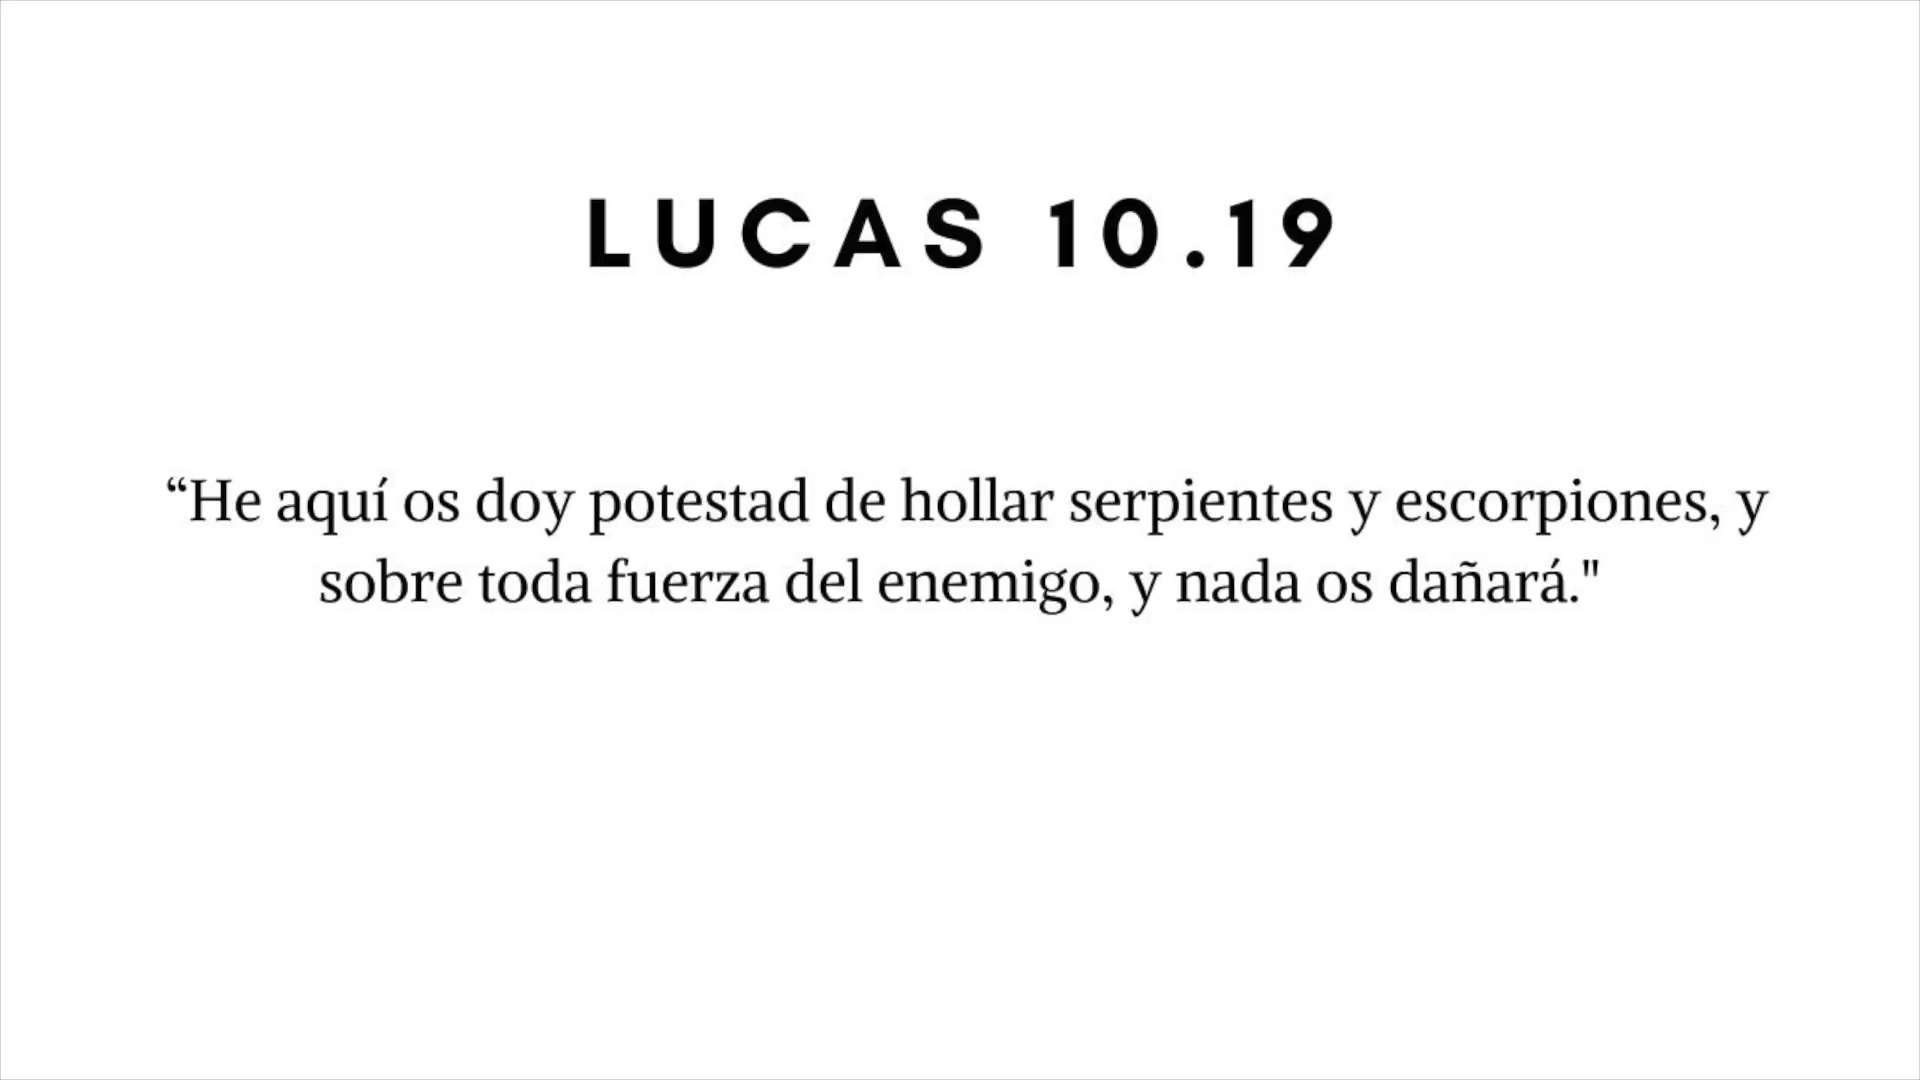 LUCAS 10.19
“He aquí os doy potestad de hollar serpientes y escorpiones, y
sobre toda fuerza del enemigo, y nada os dañará."